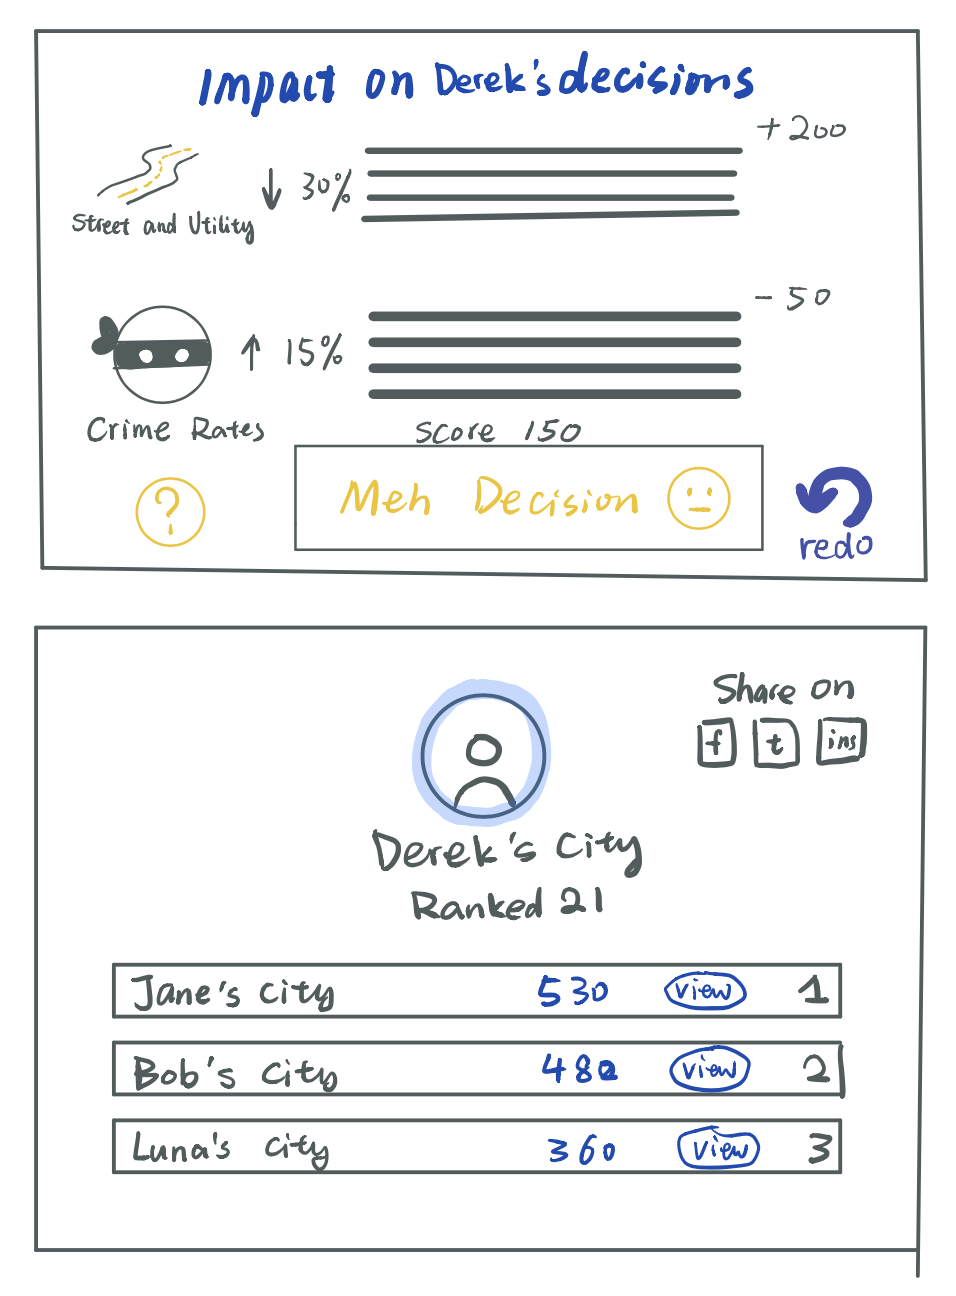 Impact on Derek's decisions
+200
↓ 30%
Street and Utility
- 50
↑ 15%
Crime Rates
Score 150
? Meh Decision
redo
Share on
f t ins
Derek's City
Ranked 21
Jane's City 530 view 1
Bob's City 480 view 2
Luna's City 360 view 3